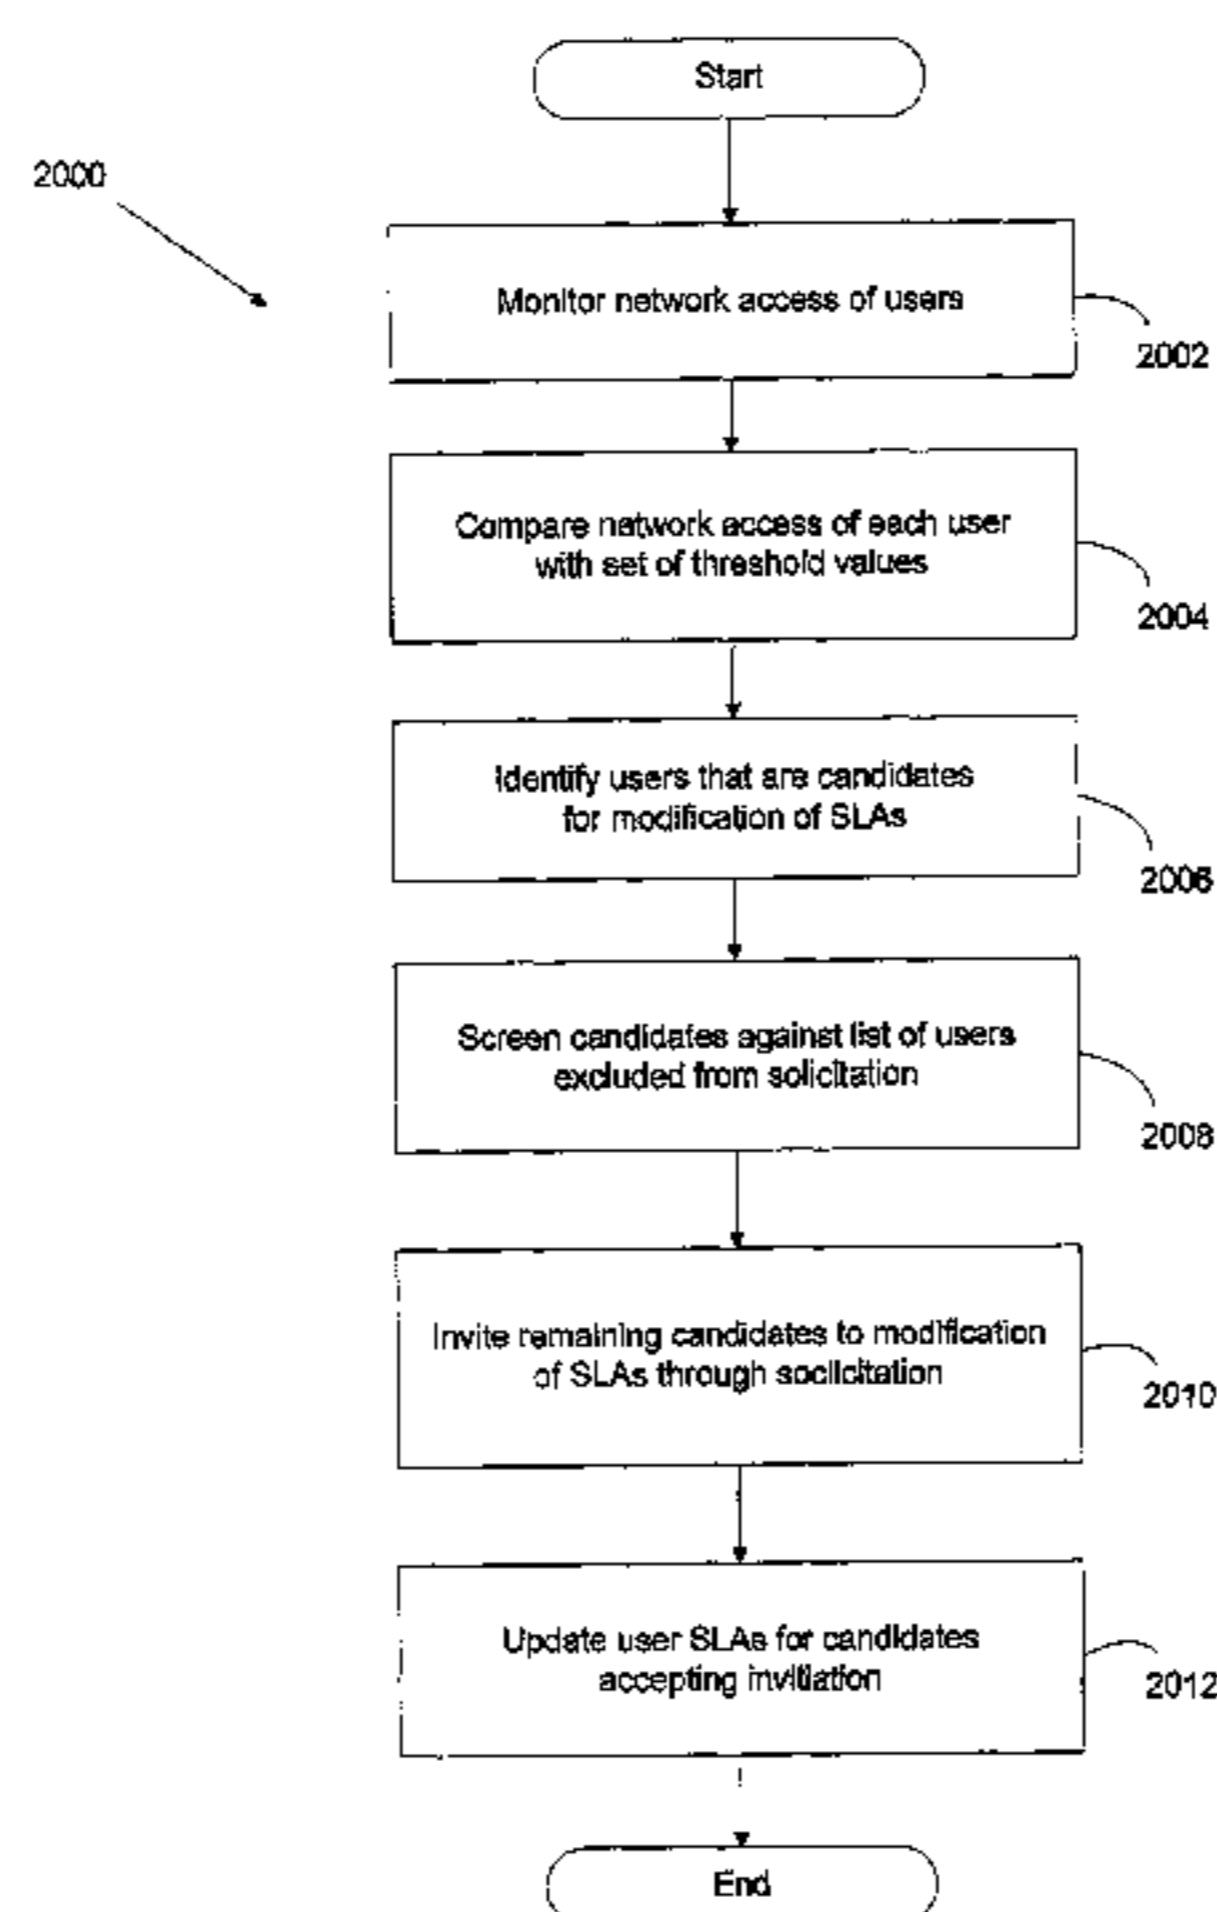 Start
2000
Monitor network access of users
2002
Compare network access of each user
with set of threshold values
2004
Identify users that are candidates
for modification of SLAs
2006
Screen candidates against list of users
excluded from solicitation
2008
Invite remaining candidates to modification
of SLAs through soclicitation
2010
Update user SLAs for candidates
accepting invitiation
2012
End